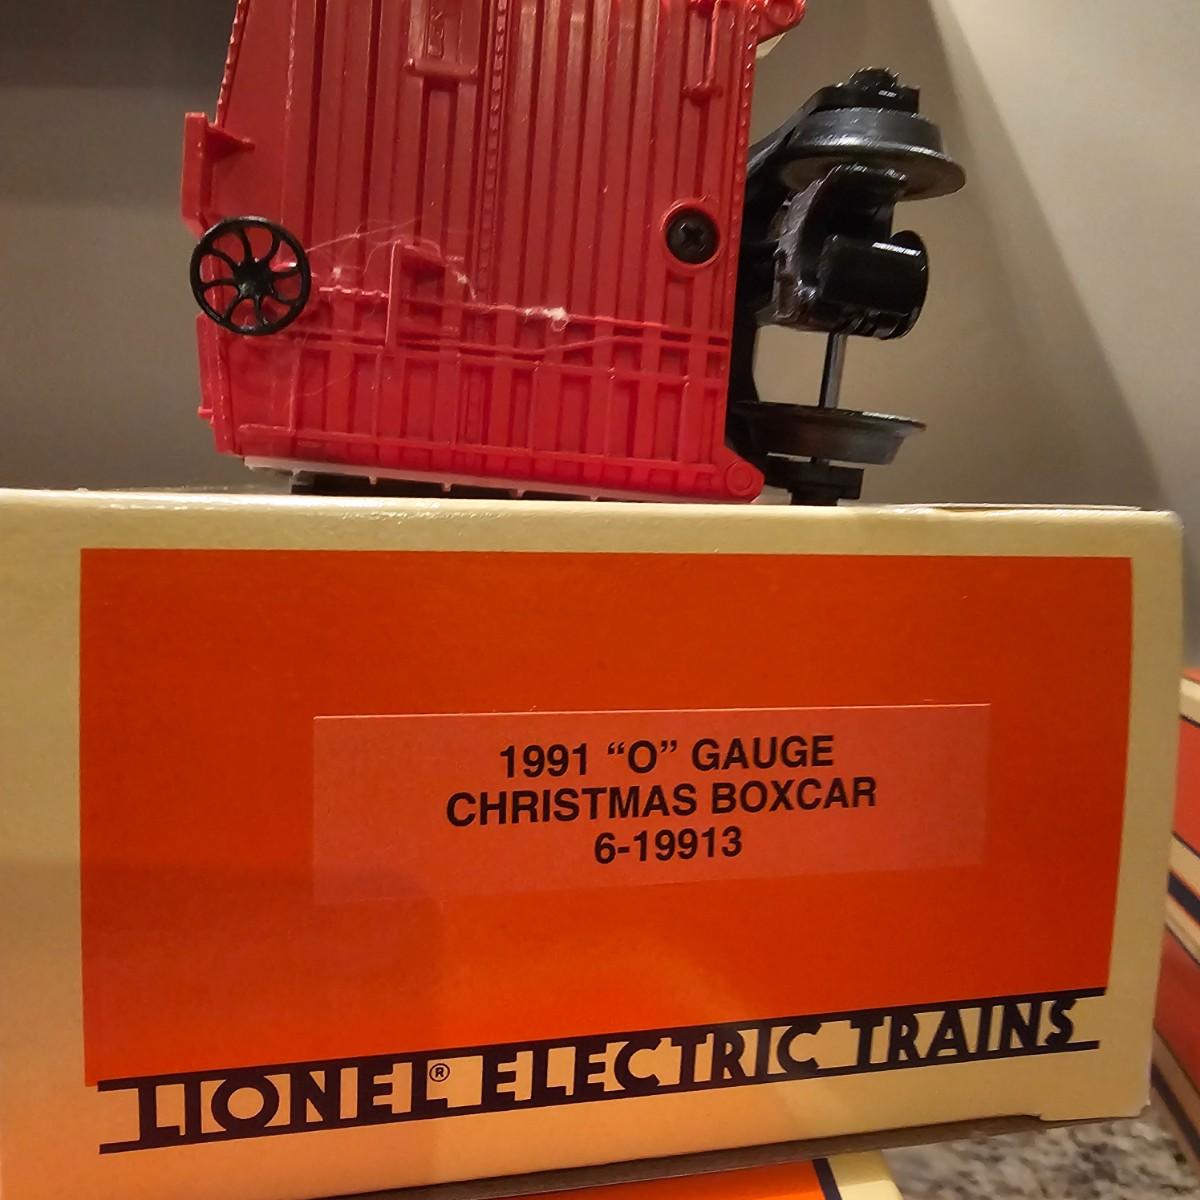 1991 “O” GAUGE
CHRISTMAS BOXCAR
6-19913
LIONEL® ELECTRIC TRAINS